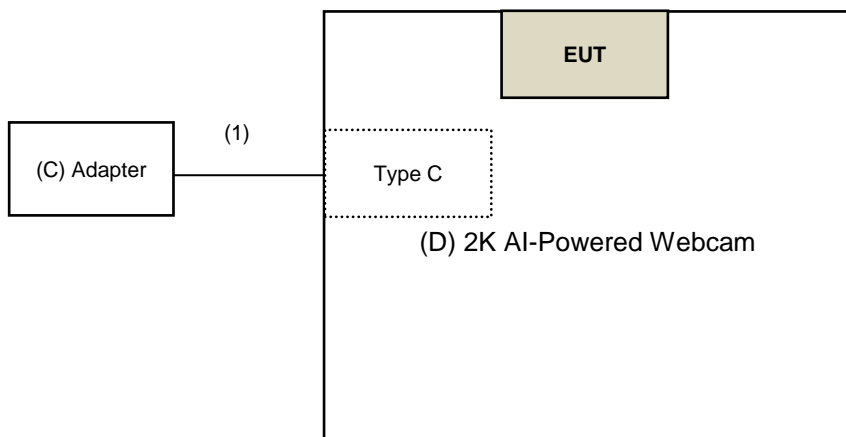 EUT
(1)
(C) Adapter
Type C
(D) 2K AI-Powered Webcam